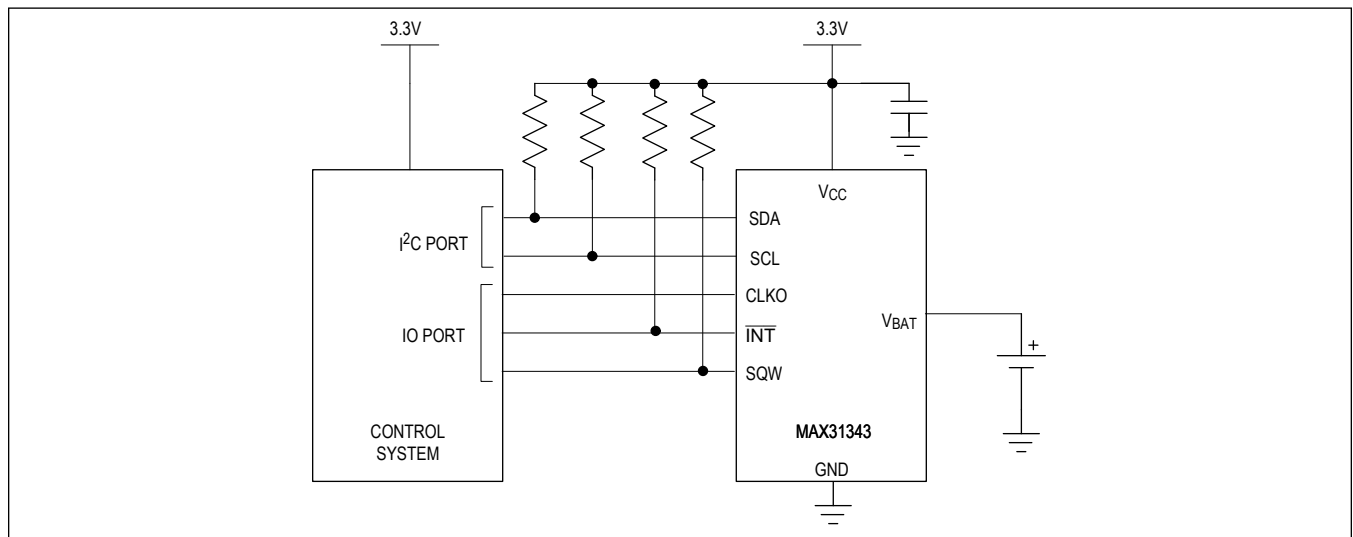 3.3V
3.3V
VCC
I2C PORT
SDA
SCL
CLKO
IO PORT
INT
SQW
VBAT
+
CONTROL
SYSTEM
MAX31343
GND